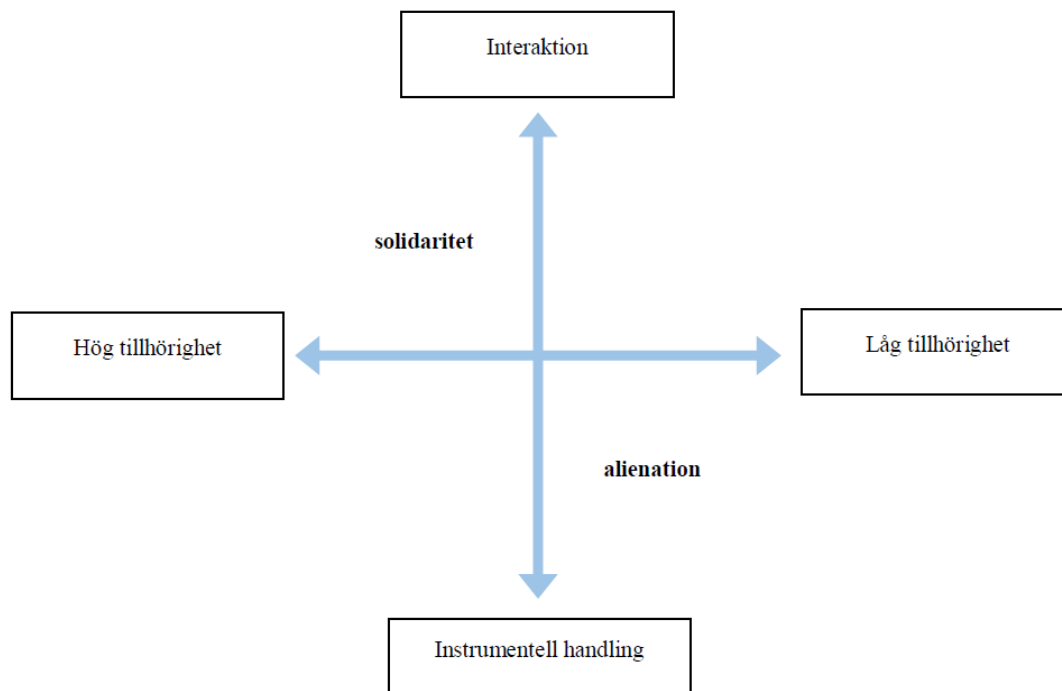 Interaktion
solidaritet
Hög tillhörighet
Låg tillhörighet
alienation
Instrumentell handling